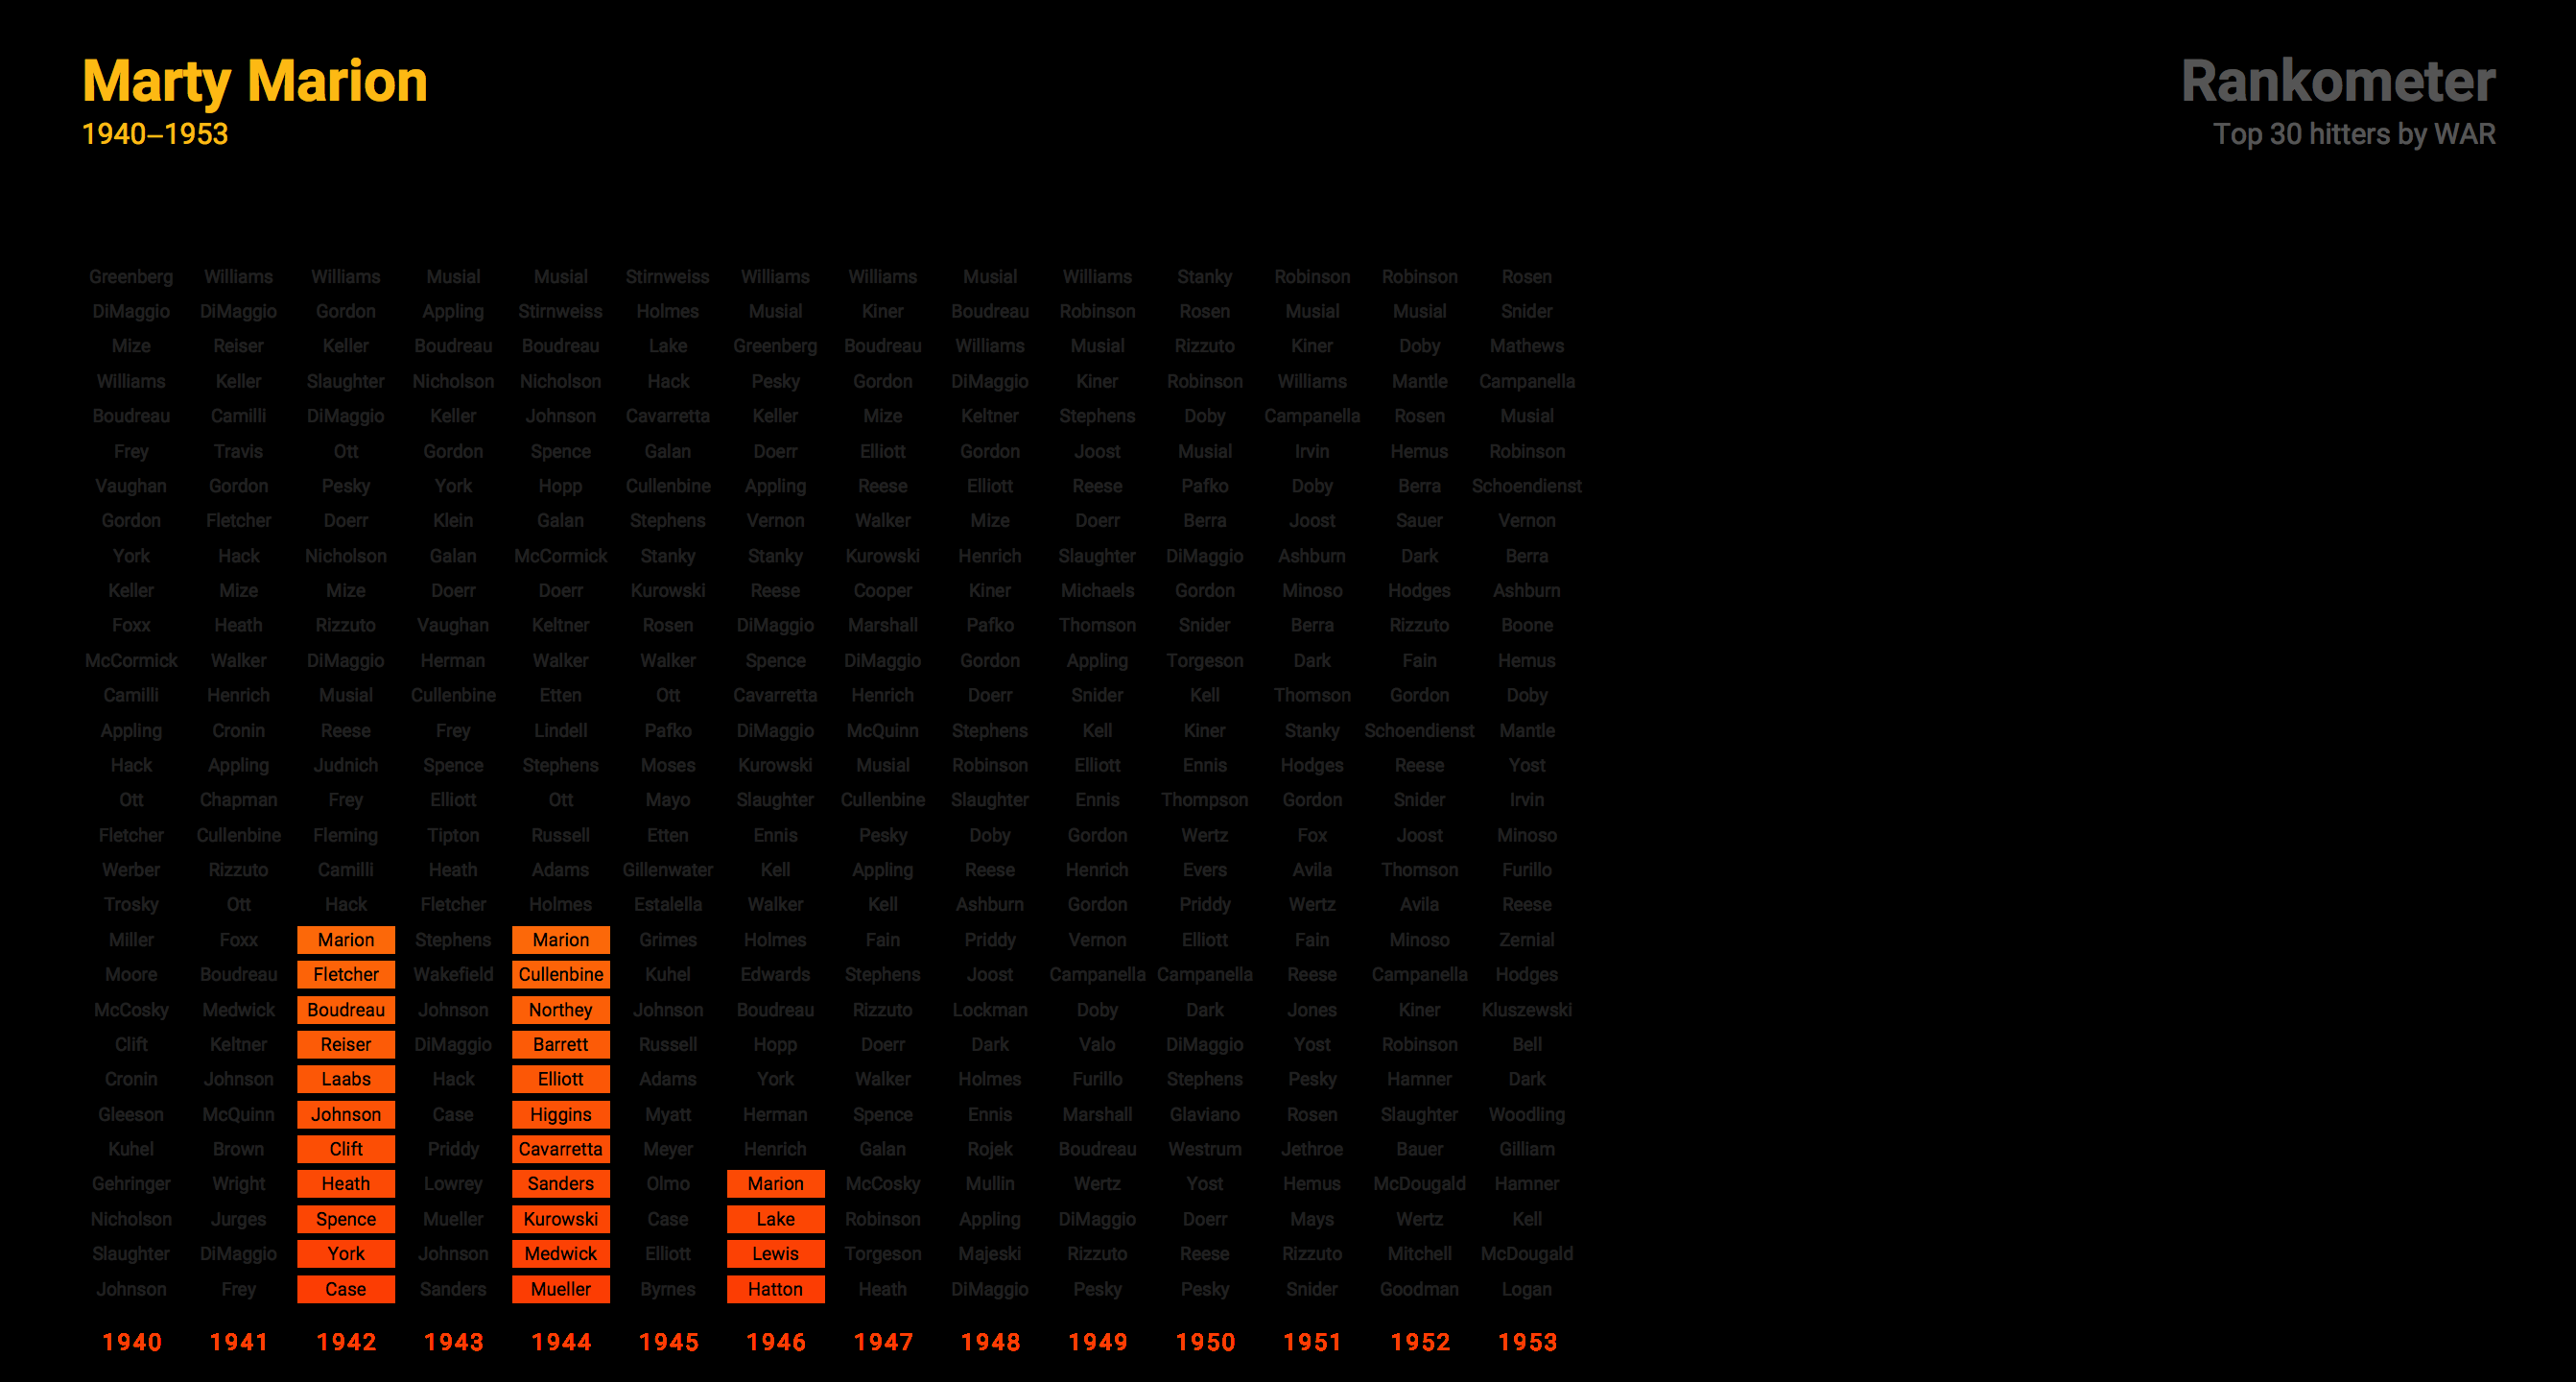 Marty Marion
1940–1953
Rankometer
Top 30 hitters by WAR
Greenberg Williams Williams Musial Musial Stirnweiss Williams Williams Musial Williams Stanky Robinson Robinson Rosen
DiMaggio DiMaggio Gordon Appling Stirnweiss Holmes Musial Kiner Boudreau Robinson Rosen Musial Musial Snider
Mize Reiser Keller Boudreau Boudreau Lake Greenberg Boudreau Williams Musial Rizzuto Kiner Doby Mathews
Williams Keller Slaughter Nicholson Nicholson Hack Pesky Gordon DiMaggio Kiner Robinson Williams Mantle Campanella
Boudreau Camilli DiMaggio Keller Johnson Cavarretta Keller Mize Keltner Stephens Doby Campanella Rosen Musial
Frey Travis Ott Gordon Spence Galan Doerr Elliott Gordon Joost Musial Irvin Hemus Robinson
Vaughan Gordon Pesky York Hopp Cullenbine Appling Reese Elliott Reese Pafko Doby Berra Schoendienst
Gordon Fletcher Doerr Klein Galan Stephens Vernon Walker Mize Doerr Berra Joost Sauer Vernon
York Hack Nicholson Galan McCormick Stanky Stanky Kurowski Henrich Slaughter DiMaggio Ashburn Dark Berra
Keller Mize Mize Doerr Doerr Kurowski Reese Cooper Kiner Michaels Gordon Minoso Hodges Ashburn
Foxx Heath Rizzuto Vaughan Keltner Rosen DiMaggio Marshall Pafko Thomson Snider Berra Rizzuto Boone
McCormick Walker DiMaggio Herman Walker Walker Spence DiMaggio Gordon Appling Torgeson Dark Fain Hemus
Camilli Henrich Musial Cullenbine Etten Ott Cavarretta Henrich Doerr Snider Kell Thomson Gordon Doby
Appling Cronin Reese Frey Lindell Pafko DiMaggio McQuinn Stephens Kell Kiner Stanky Schoendienst Mantle
Hack Appling Judnich Spence Stephens Moses Kurowski Musial Robinson Elliott Ennis Hodges Reese Yost
Ott Chapman Frey Elliott Ott Mayo Slaughter Cullenbine Slaughter Ennis Thompson Gordon Snider Irvin
Fletcher Cullenbine Fleming Tipton Russell Etten Ennis Pesky Doby Gordon Wertz Fox Joost Minoso
Werber Rizzuto Camilli Heath Adams Gillenwater Kell Appling Reese Henrich Evers Avila Thomson Furillo
Trosky Ott Hack Fletcher Holmes Estalella Walker Kell Ashburn Gordon Priddy Wertz Avila Reese
Miller Foxx Marion Stephens Marion Grimes Holmes Fain Priddy Vernon Elliott Fain Minoso Zernial
Moore Boudreau Fletcher Wakefield Cullenbine Kuhel Edwards Stephens Joost Campanella Campanella Reese Campanella Hodges
McCosky Medwick Boudreau Johnson Northey Johnson Boudreau Rizzuto Lockman Doby Dark Jones Kiner Kluszewski
Clift Keltner Reiser DiMaggio Barrett Russell Hopp Doerr Dark Valo DiMaggio Yost Robinson Bell
Cronin Johnson Laabs Hack Elliott Adams York Walker Holmes Furillo Stephens Pesky Hamner Dark
Gleeson McQuinn Johnson Case Higgins Myatt Herman Spence Ennis Marshall Glaviano Rosen Slaughter Woodling
Kuhel Brown Clift Priddy Cavarretta Meyer Henrich Galan Rojek Boudreau Westrum Jethroe Bauer Gilliam
Gehringer Wright Heath Lowrey Sanders Olmo Marion McCosky Mullin Wertz Yost Hemus McDougald Hamner
Nicholson Jurges Spence Mueller Kurowski Case Lake Robinson Appling DiMaggio Doerr Mays Wertz Kell
Slaughter DiMaggio York Johnson Medwick Elliott Lewis Torgeson Majeski Rizzuto Reese Rizzuto Mitchell McDougald
Johnson Frey Case Sanders Mueller Byrnes Hatton Heath DiMaggio Pesky Pesky Snider Goodman Logan
1940 1941 1942 1943 1944 1945 1946 1947 1948 1949 1950 1951 1952 1953